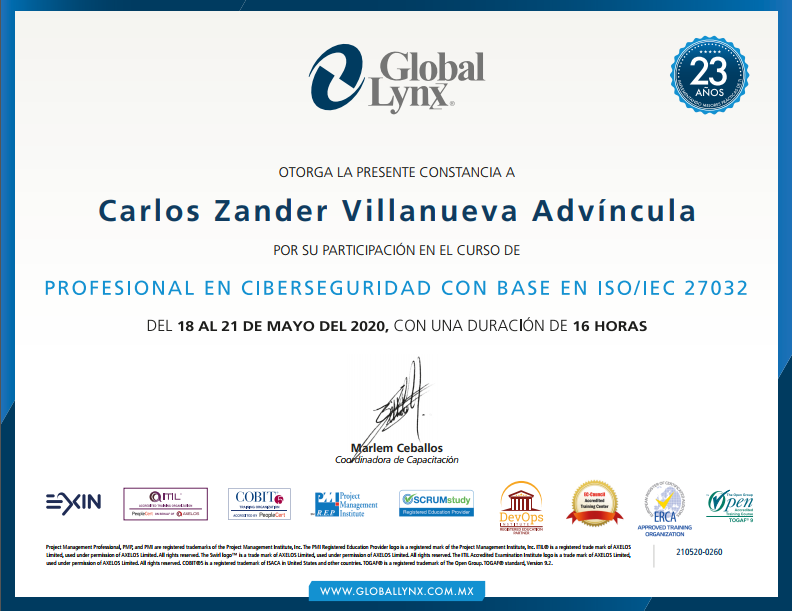 Global
Lynx®
23
AÑOS
OTORGA LA PRESENTE CONSTANCIA A
Carlos Zander Villanueva Advíncula
POR SU PARTICIPACIÓN EN EL CURSO DE
PROFESIONAL EN CIBERSEGURIDAD CON BASE EN ISO/IEC 27032
DEL 18 AL 21 DE MAYO DEL 2020, CON UNA DURACIÓN DE 16 HORAS
Marlem Ceballos
Coordinadora de Capacitación
EXIN
ITIL
ACCREDITED TRAINING ORGANIZATION
PeopleCert
AXELOS
COBIT 5
ACCREDITED BY PeopleCert
PMI
R.E.P.
Project
Management
Institute
SCRUMstudy
Registered Education Provider
DevOps
INSTITUTE
REGISTERED EDUCATION
PARTNER
EC-Council
Accredited
Training Center
ERCA
APPROVED TRAINING
ORGANIZATION
The Open Group
Open
Accredited
Training Course
TOGAF® 9
Project Management Professional, PMP, and PMI are registered trademarks of the Project Management Institute, Inc. The PMI Registered Education Provider logo is a registered mark of the Project Management Institute, Inc. ITIL® is a registered trade mark of AXELOS
Limited, used under permission of AXELOS Limited. All rights reserved. The Swirl logo™ is a trade mark of AXELOS Limited, used under permission of AXELOS Limited. All rights reserved. The ITIL Accredited Examination Institute logo is a trade mark of AXELOS Limited,
used under permission of AXELOS Limited. All rights reserved. COBIT®5 is a registered trademark of ISACA in United States and other countries. TOGAF® is a registered trademark of The Open Group. TOGAF® standard, Version 9.2.
210520-0260
WWW.GLOBALLYNX.COM.MX